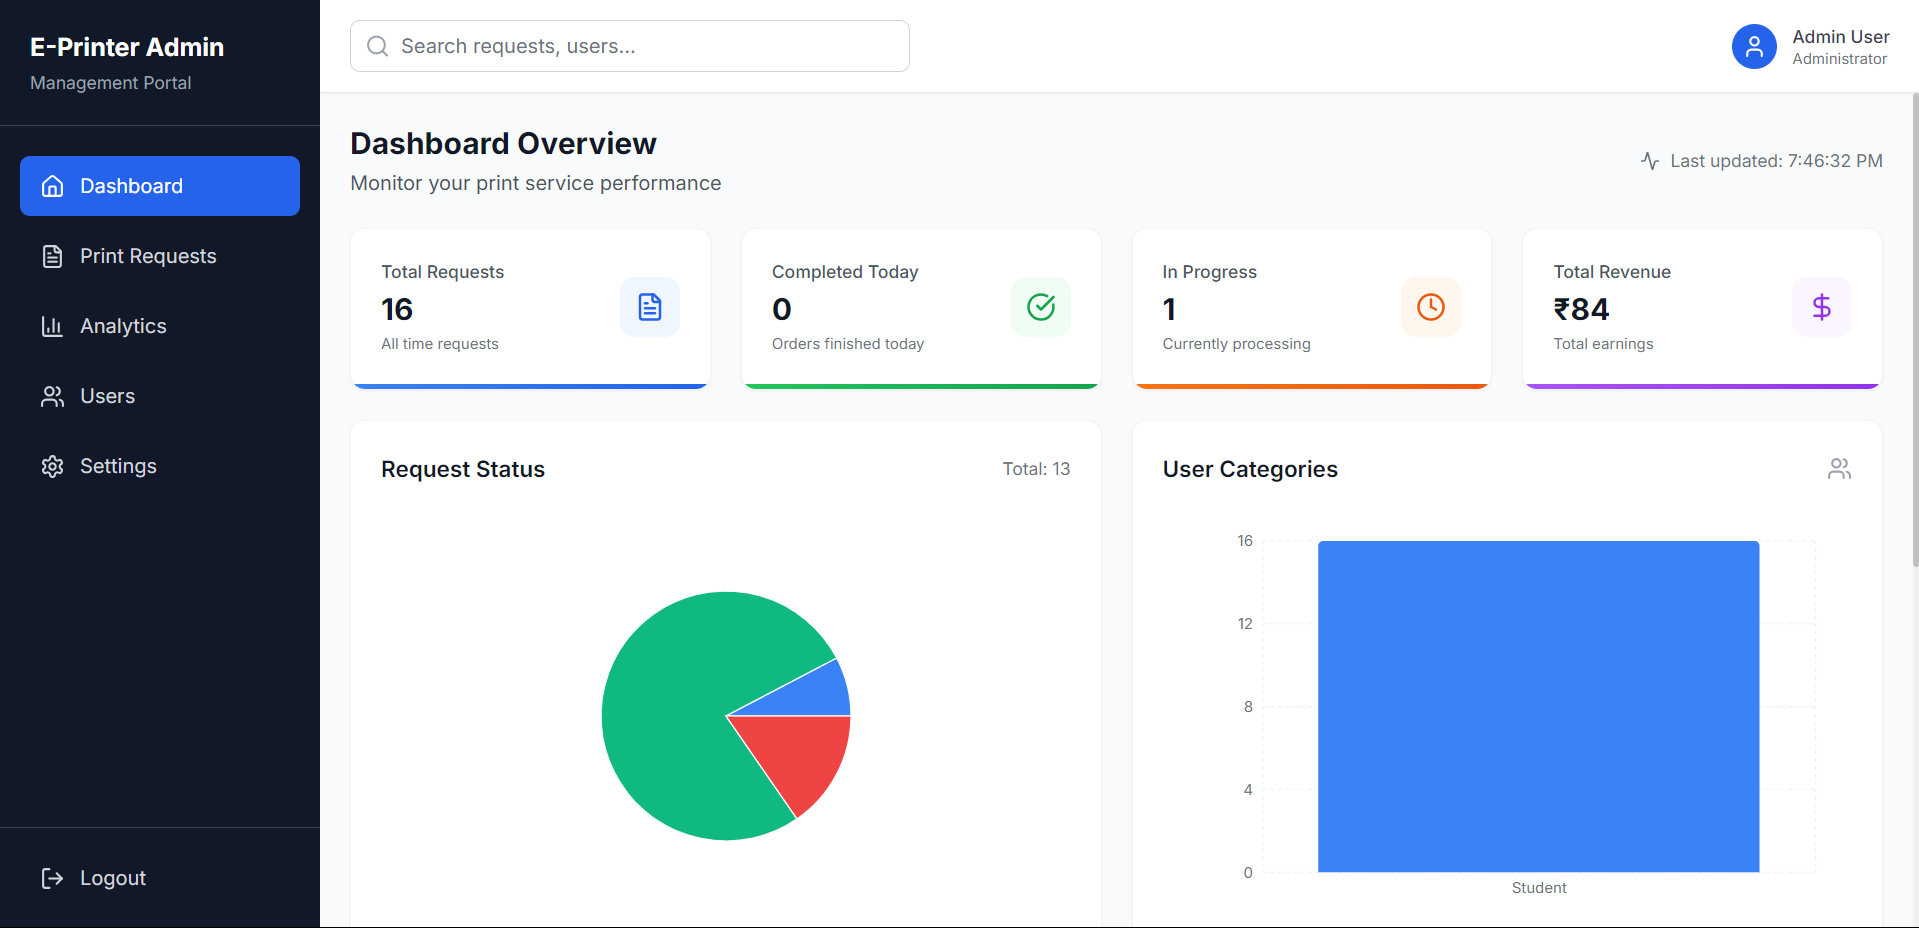 E-Printer Admin
Management Portal
Dashboard
Print Requests
Analytics
Users
Settings
Logout
Search requests, users...
Admin User
Administrator
Dashboard Overview
Monitor your print service performance
Last updated: 7:46:32 PM
Total Requests
16
All time requests
Completed Today
0
Orders finished today
In Progress
1
Currently processing
Total Revenue
₹84
Total earnings
Request Status
Total: 13
User Categories
16
12
8
4
0
Student